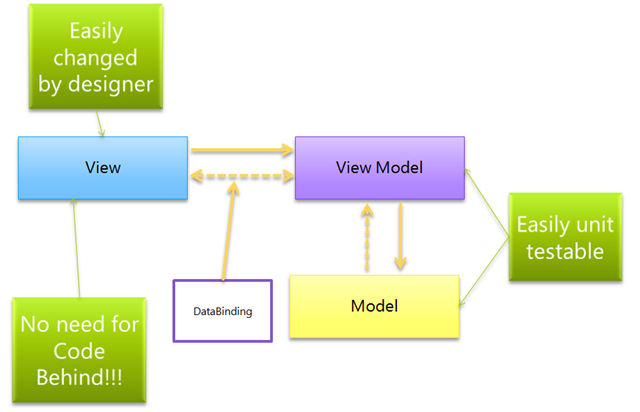 Easily
changed
by designer
View
View Model
Easily unit
testable
DataBinding
Model
No need for
Code
Behind!!!